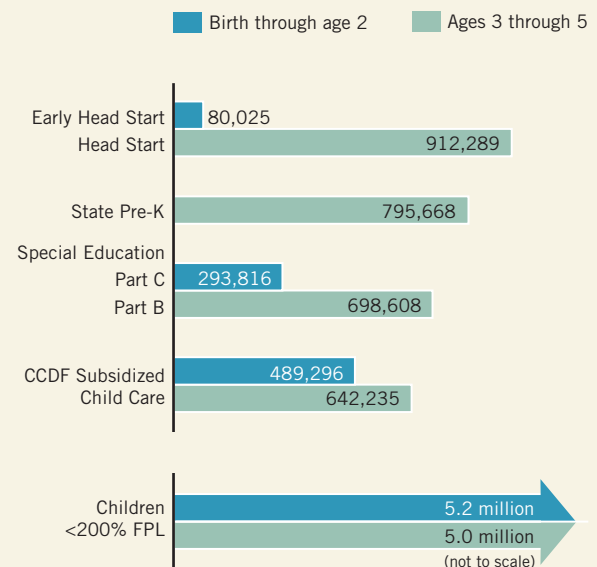 Birth through age 2
Ages 3 through 5
Early Head Start 80,025
Head Start 912,289
State Pre-K 795,668
Special Education
Part C 293,816
Part B 698,608
CCDF Subsidized 489,296
Child Care 642,235
Children 5.2 million
<200% FPL 5.0 million
(not to scale)